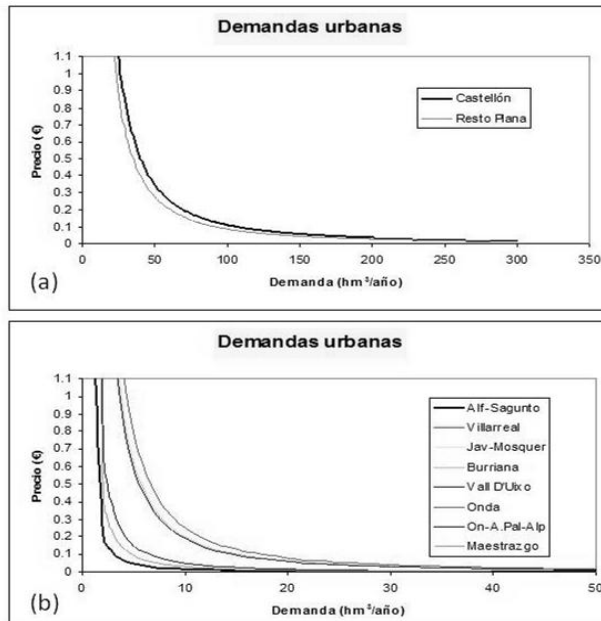 Demandas urbanas
Precio (€)
1.1
1
0.9
0.8
0.7
0.6
0.5
0.4
0.3
0.2
0.1
0
Castellón
Resto Plana
0 50 100 150 200 250 300 350
Demanda (hm³/año)
(a)
Demandas urbanas
Precio (€)
1.1
1
0.9
0.8
0.7
0.6
0.5
0.4
0.3
0.2
0.1
0
Alf-Sagunto
Villarreal
Jav-Mosquer
Burriana
Vall D'Uixo
Onda
On-A.Pal-Alp
Maestrazgo
0 10 20 30 40 50
Demanda (hm³/año)
(b)